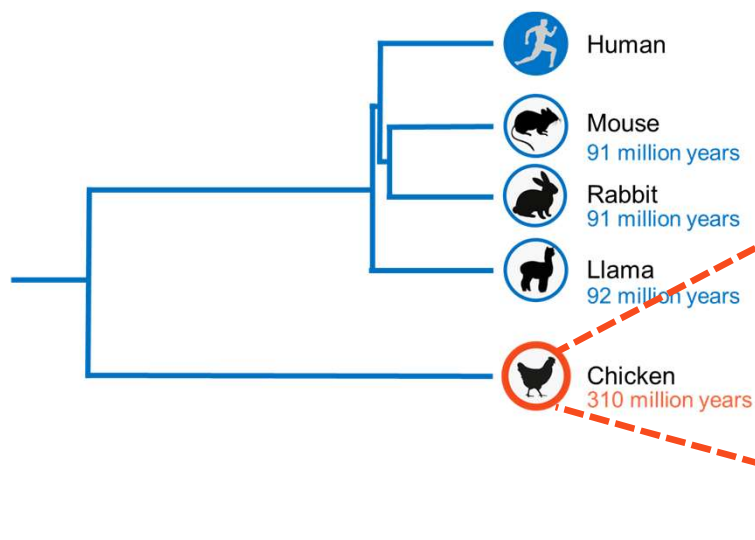 Human
Mouse
91 million years
Rabbit
91 million years
Llama
92 million years
Chicken
310 million years